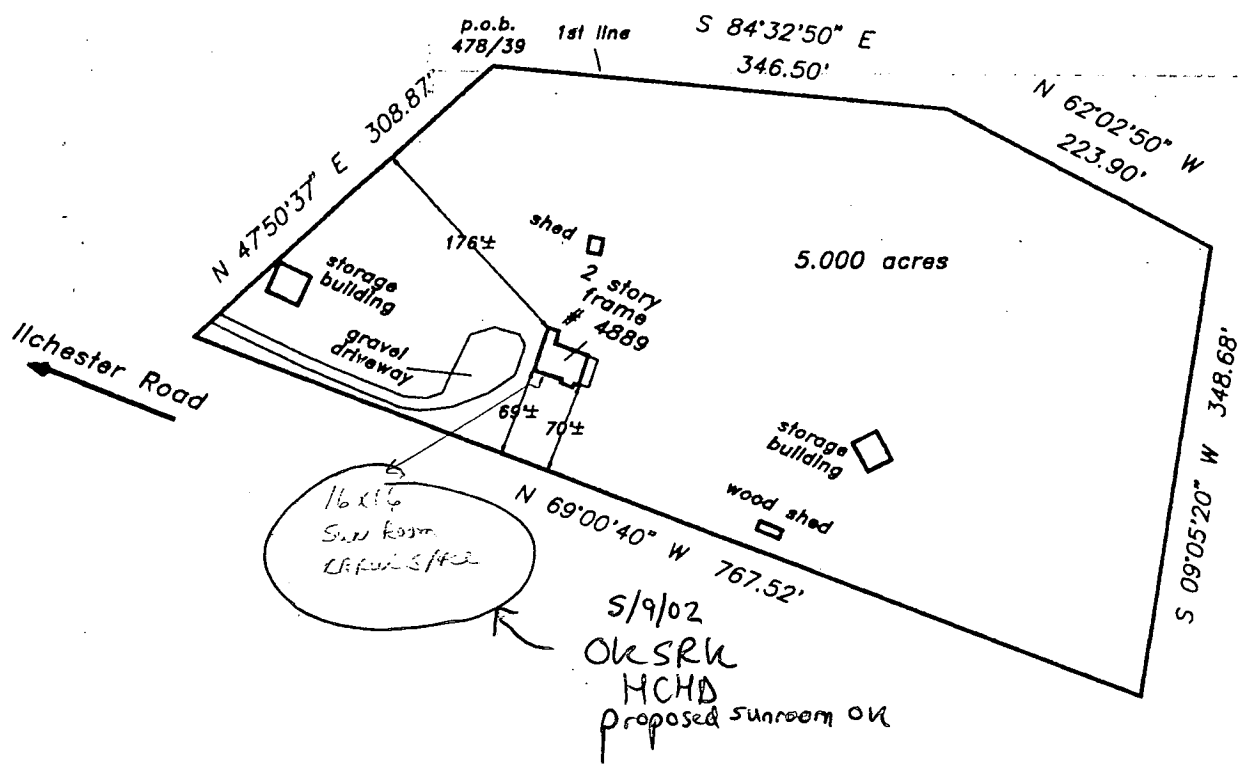 p.o.b.
478/39
1st line
S 84°32'50" E
346.50'
N 62°02'50" W
223.90'
N 47°50'37" E 308.87'
176'±
shed
2 story
frame
# 4889
5.000 acres
storage
building
gravel
driveway
Ilchester Road
69'±
70'±
storage
building
wood shed
S 09°05'20" W 348.68'
N 69°00'40" W 767.52'
16x16
Sun Room
5/9/02
OK SRK
HCHD
proposed sunroom OK